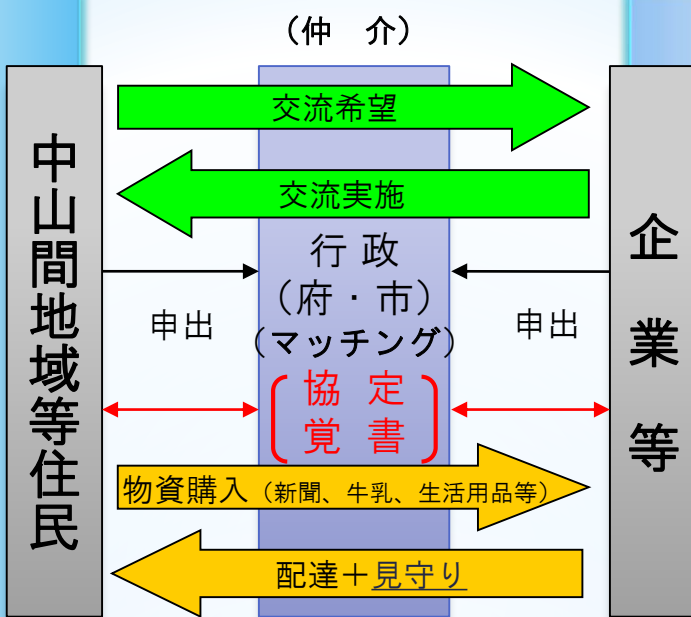 （仲　介）
交流希望
交流実施
中山間地域等住民
行 政
（府・市）
（マッチング）
企業等
申出
申出
協 定
覚 書
物資購入（新聞、牛乳、生活用品等）
配達＋見守り